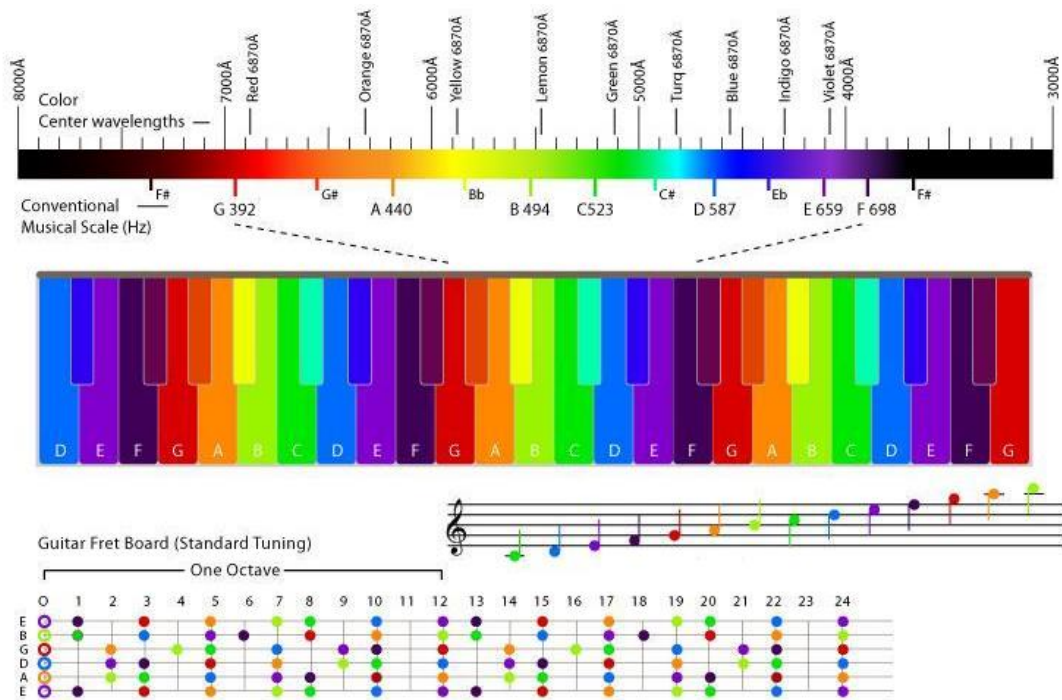 8000Å 7000Å Red 6870Å Orange 6870Å 6000Å Yellow 6870Å Lemon 6870Å Green 6870Å 5000Å Turq 6870Å Blue 6870Å Indigo 6870Å Violet 6870Å 4000Å 3000Å
Color
Center wavelengths
F# G# Bb C# Eb F#
Conventional
Musical Scale (Hz)
G 392 A 440 B 494 C523 D 587 E 659 F 698
D E F G A B C D E F G A B C D E F G A B C D E F G
Guitar Fret Board (Standard Tuning)
One Octave
0 1 2 3 4 5 6 7 8 9 10 11 12 13 14 15 16 17 18 19 20 21 22 23 24
E
B
G
D
A
E